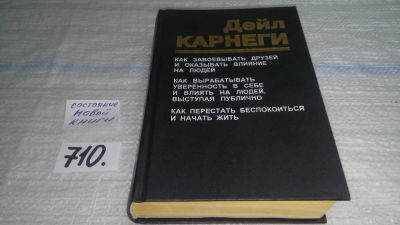 Дейл
КАРНЕГИ
КАК ЗАВОЕВЫВАТЬ ДРУЗЕЙ
И ОКАЗЫВАТЬ ВЛИЯНИЕ
НА ЛЮДЕЙ
КАК ВЫРАБАТЫВАТЬ
УВЕРЕННОСТЬ В СЕБЕ
И ВЛИЯТЬ НА ЛЮДЕЙ,
ВЫСТУПАЯ ПУБЛИЧНО
КАК ПЕРЕСТАТЬ БЕСПОКОИТЬСЯ
И НАЧАТЬ ЖИТЬ
состояние
новой
книги
710.